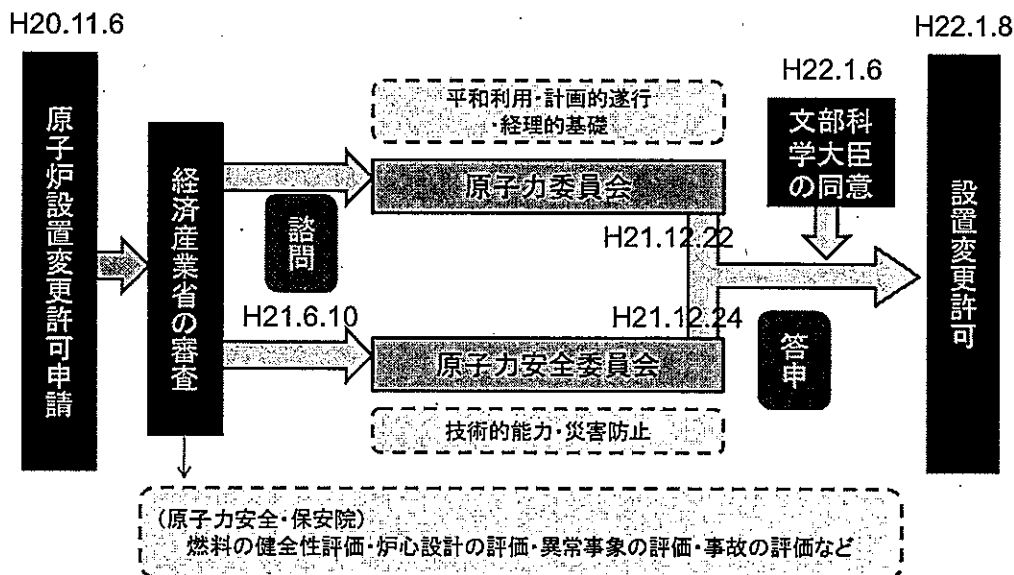 H20.11.6
H22.1.8
H22.1.6
原子炉設置変更許可申請
経済産業省の審査
平和利用・計画的遂行
・経理的基礎
原子力委員会
諮問
文部科
学大臣
の同意
H21.12.22
H21.6.10
H21.12.24
原子力安全委員会
答申
設置変更許可
技術的能力・災害防止
(原子力安全・保安院)
燃料の健全性評価・炉心設計の評価・異常事象の評価・事故の評価など